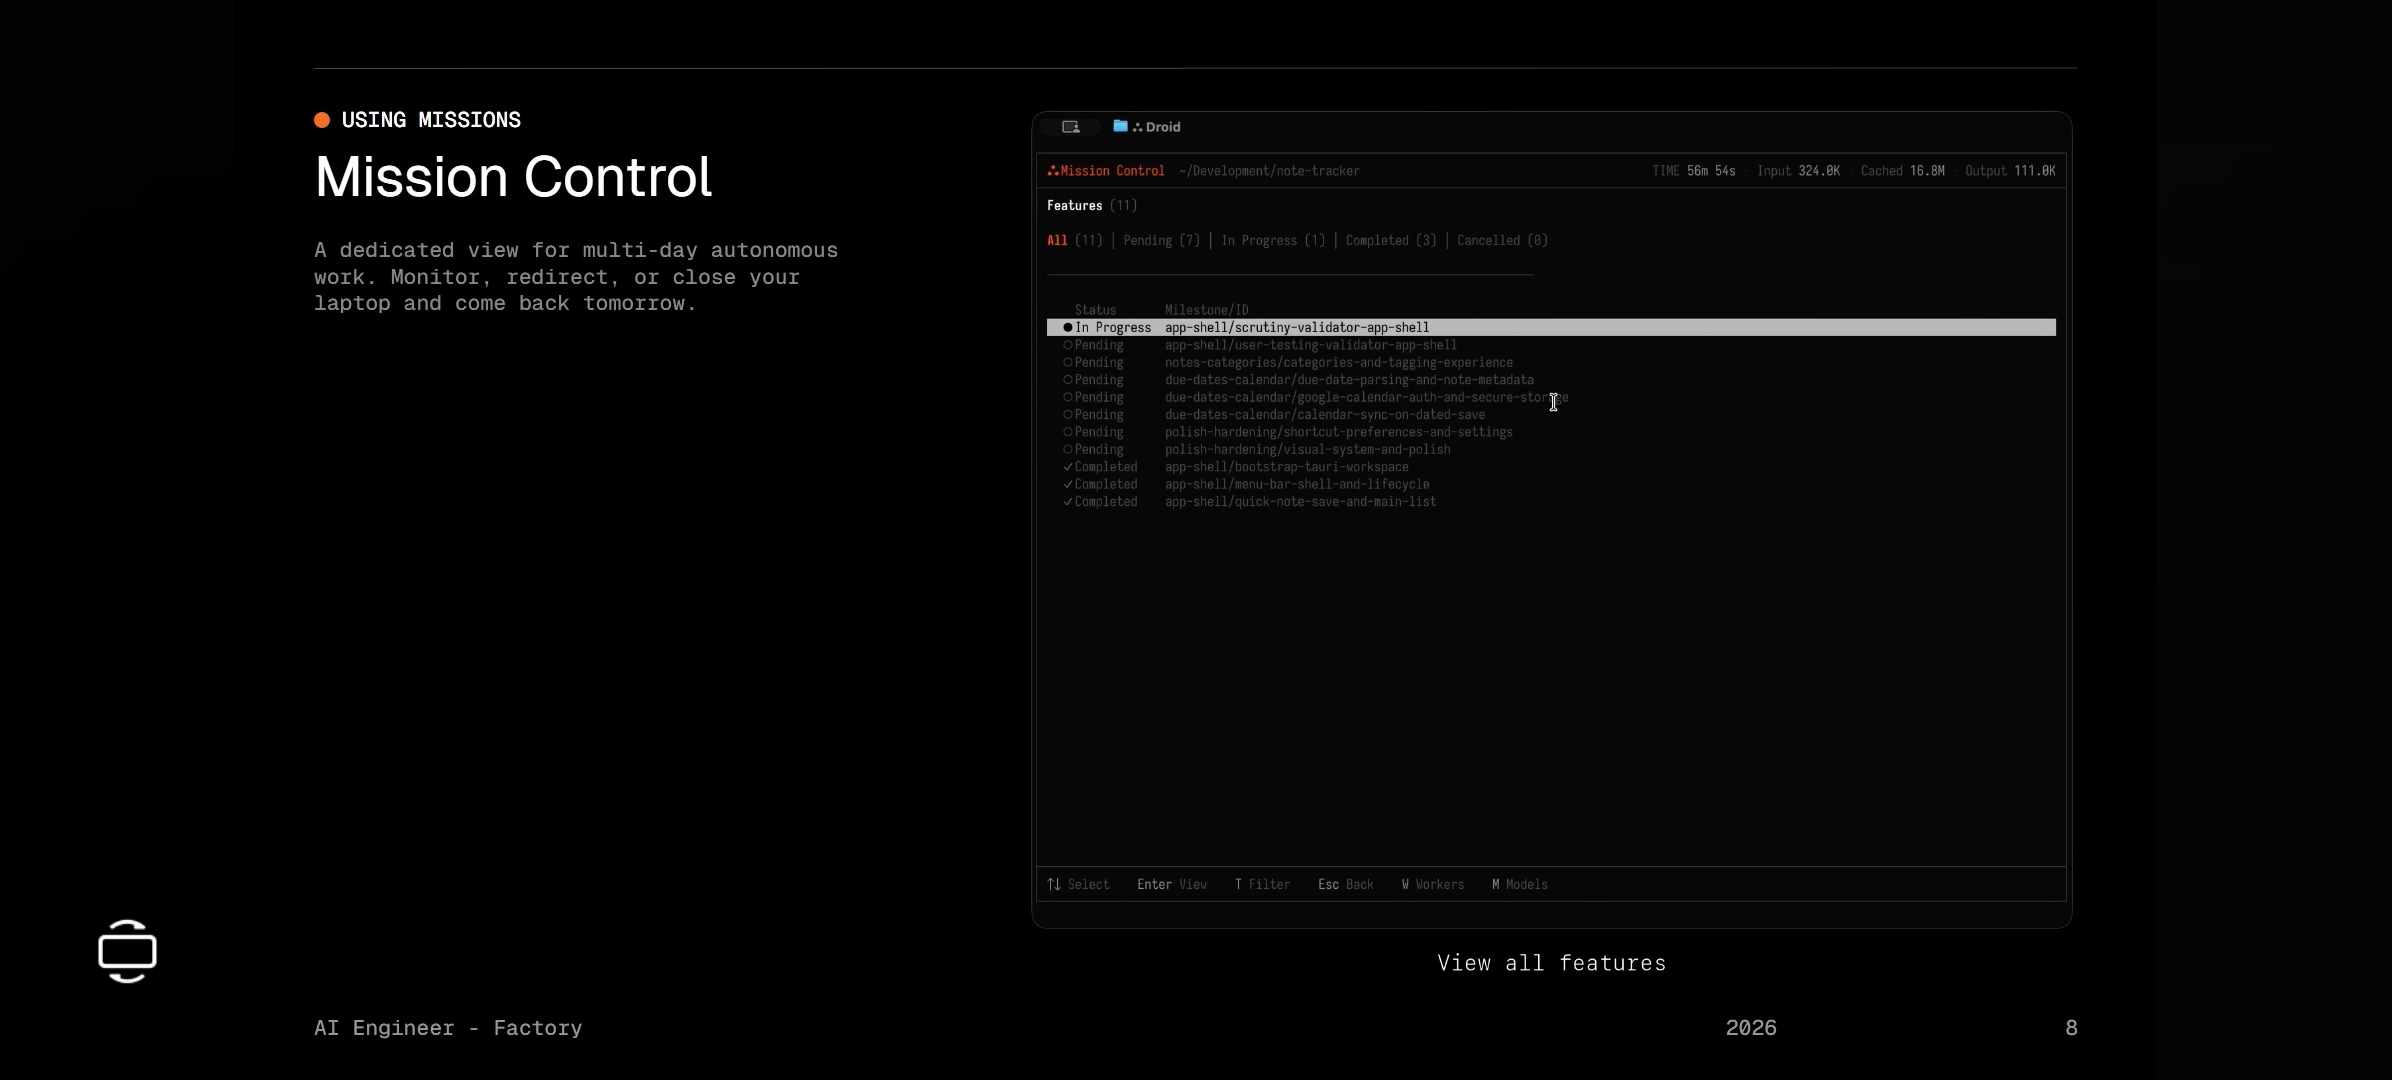 USING MISSIONS
Mission Control
A dedicated view for multi-day autonomous
work. Monitor, redirect, or close your
laptop and come back tomorrow.
Droid
Mission Control ~/Development/note-tracker TIME 56m 54s · Input 324.0K · Cached 16.8M · Output 111.0K
Features (11)
All (11) | Pending (7) | In Progress (1) | Completed (3) | Cancelled (0)
Status Milestone/ID
In Progress app-shell/scrutiny-validator-app-shell
Pending app-shell/user-testing-validator-app-shell
Pending notes-categories/categories-and-tagging-experience
Pending due-dates-calendar/due-date-parsing-and-note-metadata
Pending due-dates-calendar/google-calendar-auth-and-secure-storage
Pending due-dates-calendar/calendar-sync-on-dated-save
Pending polish-hardening/shortcut-preferences-and-settings
Pending polish-hardening/visual-system-and-polish
✓Completed app-shell/bootstrap-tauri-workspace
✓Completed app-shell/menu-bar-shell-and-lifecycle
✓Completed app-shell/quick-note-save-and-main-list
↑↓ Select Enter View T Filter Esc Back W Workers M Models
View all features
AI Engineer - Factory 2026 8